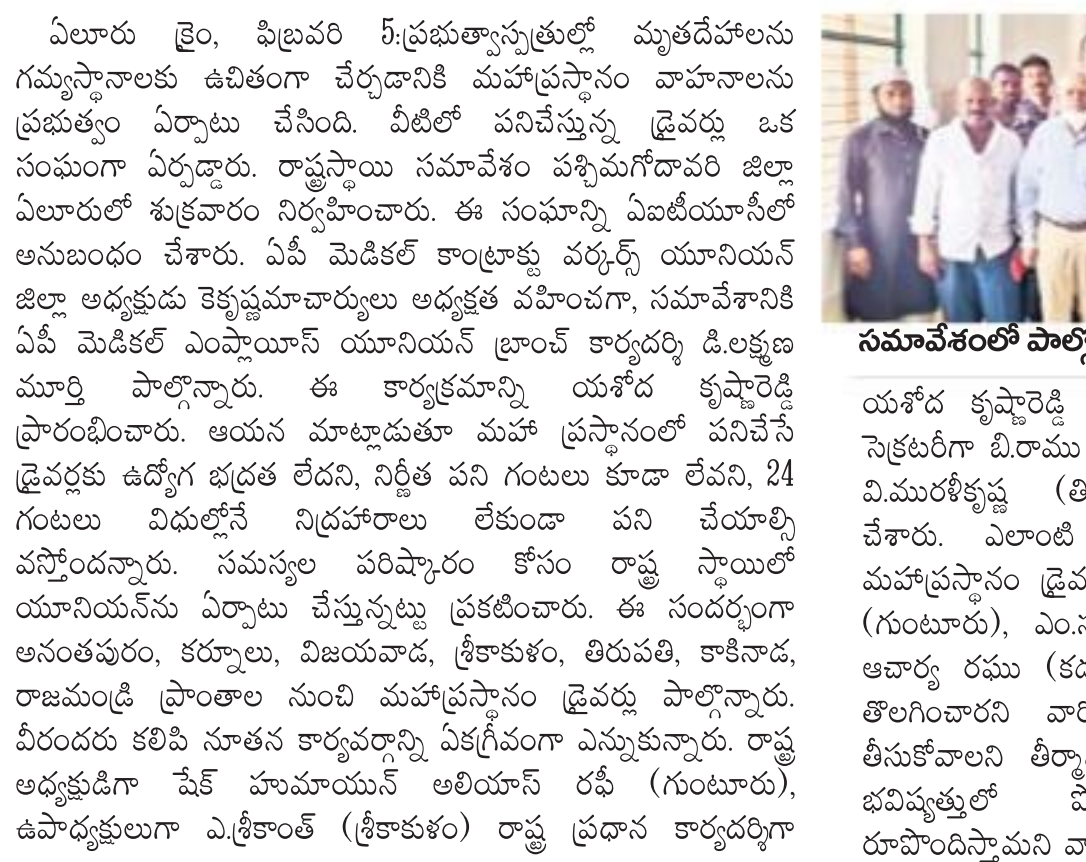 ఏలూరు క్రైం, ఫిబ్రవరి 5:ప్రభుత్వాస్పత్రుల్లో మృతదేహాలను
గమ్యస్థానాలకు ఉచితంగా చేర్చడానికి మహాప్రస్థానం వాహనాలను
ప్రభుత్వం ఏర్పాటు చేసింది. వీటిలో పనిచేస్తున్న డ్రైవర్లు ఒక
సంఘంగా ఏర్పడ్డారు. రాష్ట్రస్థాయి సమావేశం పశ్చిమగోదావరి జిల్లా
ఏలూరులో శుక్రవారం నిర్వహించారు. ఈ సంఘాన్ని ఏఐటీయూసీలో
అనుబంధం చేశారు. ఏపీ మెడికల్ కాంట్రాక్టు వర్కర్స్ యూనియన్
జిల్లా అధ్యక్షుడు కెకృష్ణమాచార్యులు అధ్యక్షత వహించగా, సమావేశానికి
ఏపీ మెడికల్ ఎంప్లాయీస్ యూనియన్ బ్రాంచ్ కార్యదర్శి డి.లక్ష్మణ
మూర్తి పాల్గొన్నారు. ఈ కార్యక్రమాన్ని యశోద కృష్ణారెడ్డి
ప్రారంభించారు. ఆయన మాట్లాడుతూ మహా ప్రస్థానంలో పనిచేసే
డ్రైవర్లకు ఉద్యోగ భద్రత లేదని, నిర్ణీత పని గంటలు కూడా లేవని, 24
గంటలు విధుల్లోనే నిద్రహారాలు లేకుండా పని చేయాల్సి
వస్తోందన్నారు. సమస్యల పరిష్కారం కోసం రాష్ట్ర స్థాయిలో
యూనియన్‌ను ఏర్పాటు చేస్తున్నట్టు ప్రకటించారు. ఈ సందర్భంగా
అనంతపురం, కర్నూలు, విజయవాడ, శ్రీకాకుళం, తిరుపతి, కాకినాడ,
రాజమండ్రి ప్రాంతాల నుంచి మహాప్రస్థానం డ్రైవర్లు పాల్గొన్నారు.
వీరందరు కలిపి నూతన కార్యవర్గాన్ని ఏకగ్రీవంగా ఎన్నుకున్నారు. రాష్ట్ర
అధ్యక్షుడిగా షేక్ హుమాయున్ అలియాస్ రఫీ (గుంటూరు),
ఉపాధ్యక్షులుగా ఎ.శ్రీకాంత్ (శ్రీకాకుళం) రాష్ట్ర ప్రధాన కార్యదర్శిగా
సమావేశంలో
యశోద కృష్ణారెడ్డి
సెక్రటరీగా బి.రాము
వి.మురళీకృష్ణ
చేశారు. ఎలాంటి
మహాప్రస్థానం
(గుంటూరు),
ఆచార్య రఘు
తొలగించారని
తీసుకోవాలని
భవిష్యత్తులో
రూపొందిస్తామని